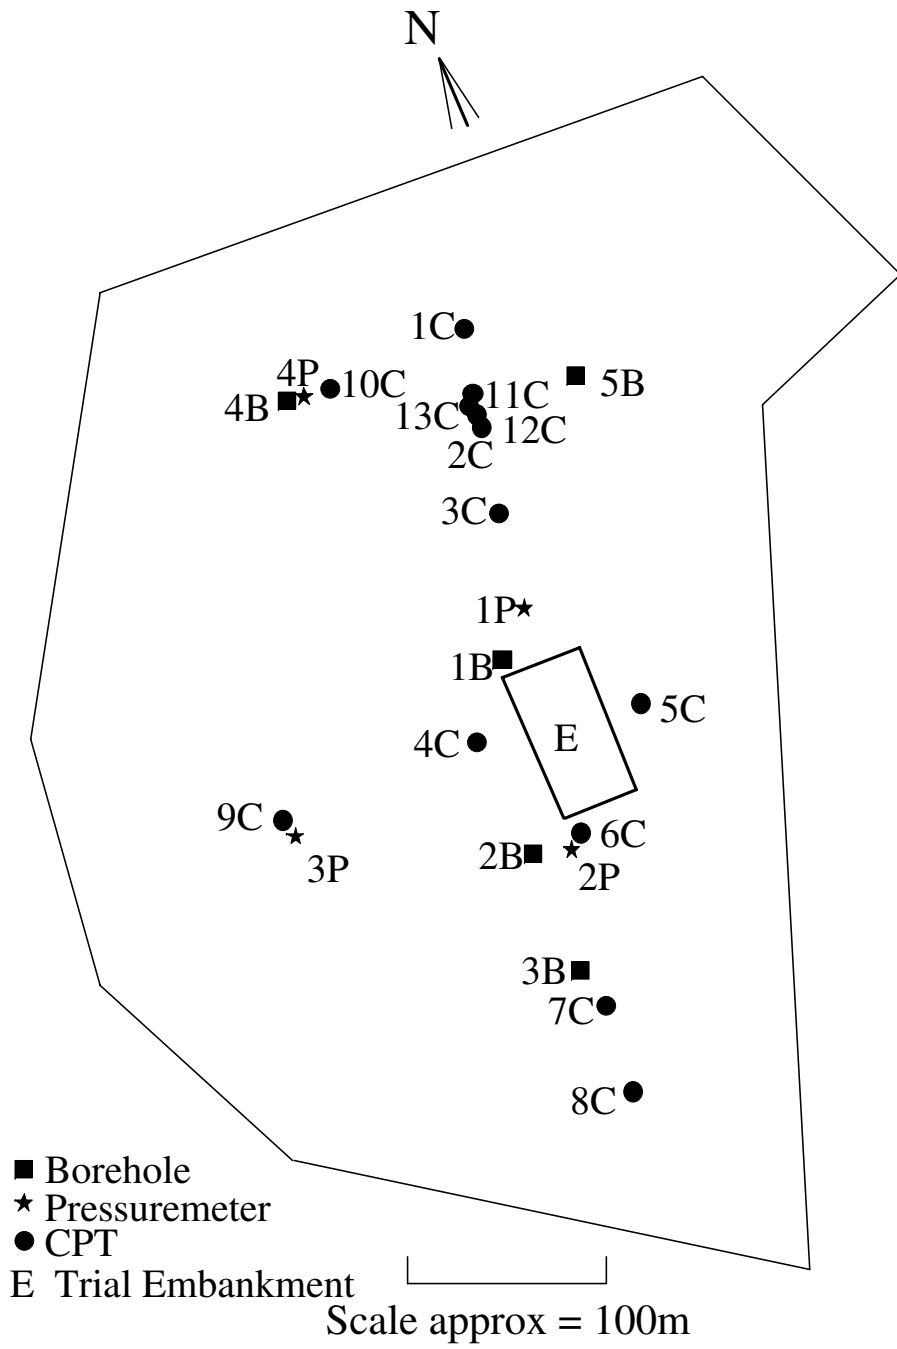 N
1C
4P
10C
5B
4B
11C
13C
12C
2C
3C
1P
1B
5C
E
4C
9C
6C
2B
3P
2P
3B
7C
8C
Borehole
Pressuremeter
CPT
E Trial Embankment
Scale approx = 100m